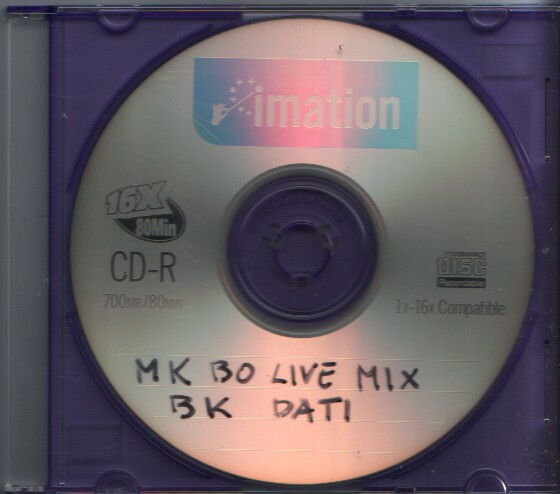 imation
16X
80Min
CD-R
700MB/80MIN
COMPACT
disc
Recordable
1x-16x Compatible
MK BO LIVE MIX
BK DATI